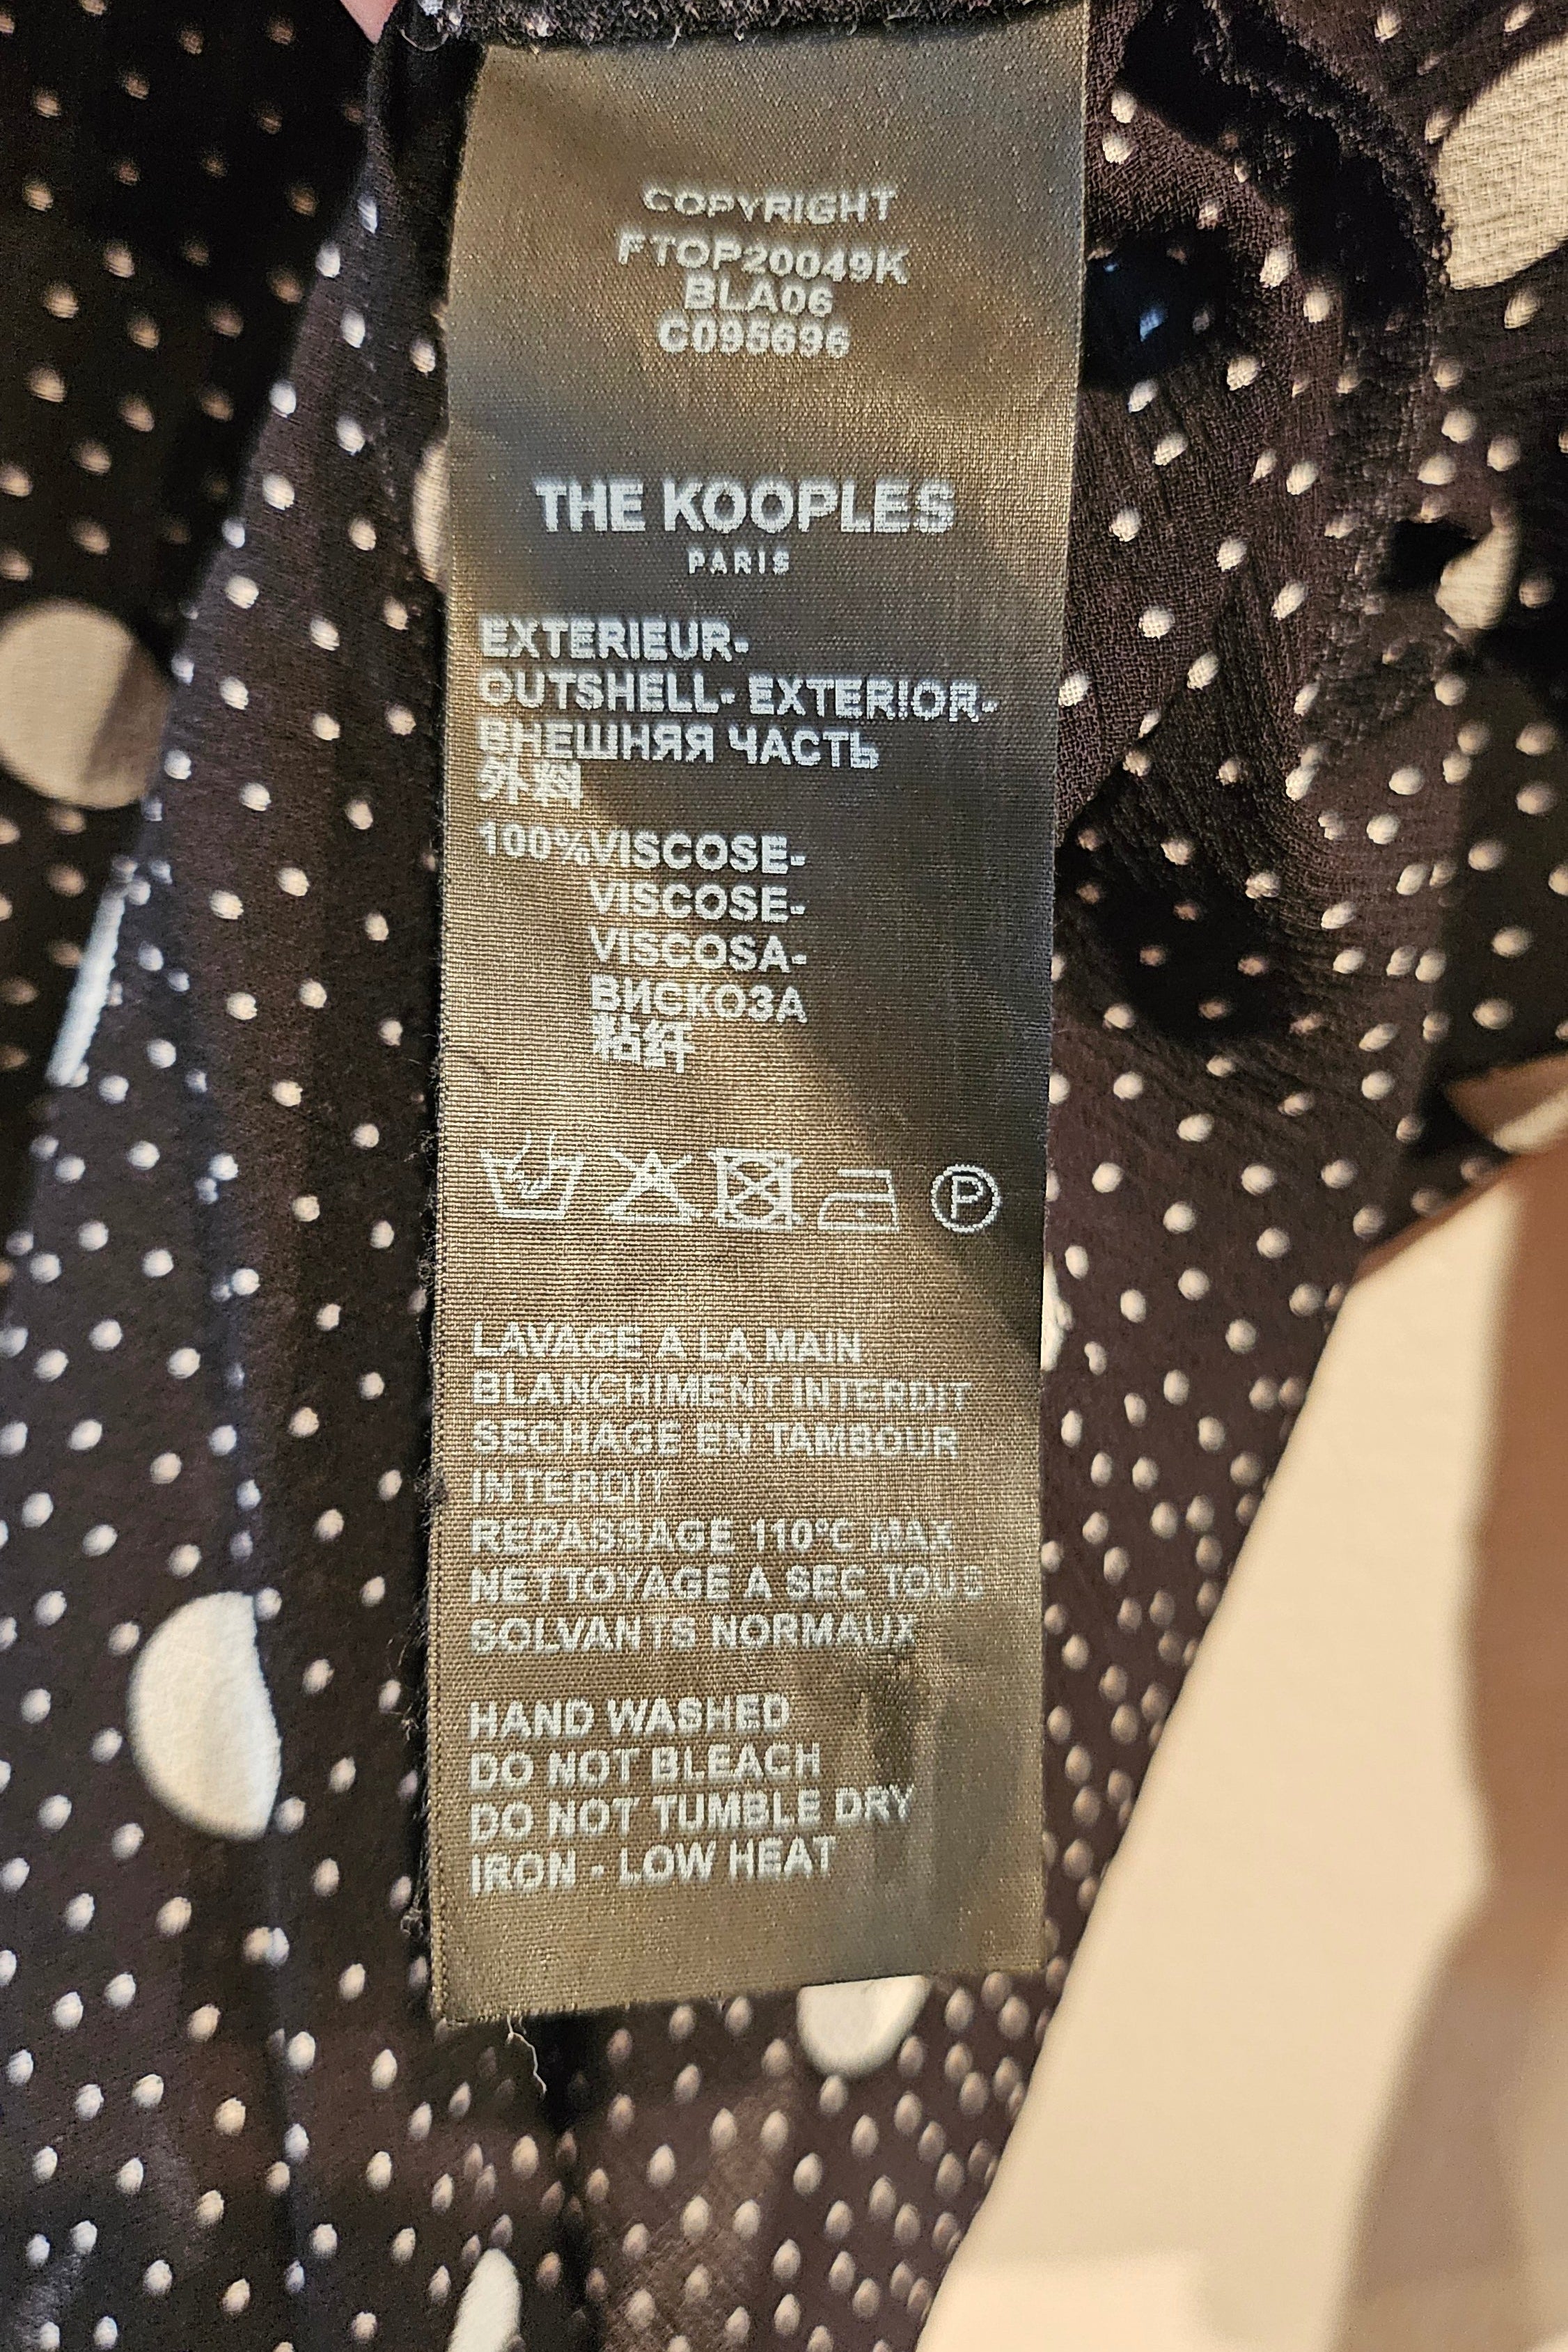 COPYRIGHT
FTOP20049K
BLA06
C095696
THE KOOPLES
PARIS
EXTERIEUR-
OUTSHELL- EXTERIOR-
ВНЕШНЯЯ ЧАСТЬ
外料
100%VISCOSE-
VISCOSE-
VISCOSA-
ВИСКОЗА
粘纤
P
LAVAGE A LA MAIN
BLANCHIMENT INTERDIT
SECHAGE EN TAMBOUR
INTERDIT
REPASSAGE 110°C MAX
NETTOYAGE A SEC TOUS
SOLVANTS NORMAUX
HAND WASHED
DO NOT BLEACH
DO NOT TUMBLE DRY
IRON - LOW HEAT